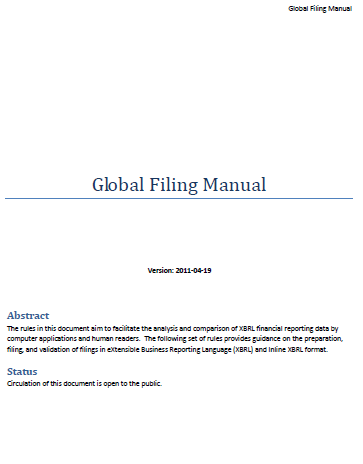 Global Filing Manual
Global Filing Manual
Version: 2011-04-19
Abstract
The rules in this document aim to facilitate the analysis and comparison of XBRL financial reporting data by
computer applications and human readers. The following set of rules provides guidance on the preparation,
filing, and validation of filings in eXtensible Business Reporting Language (XBRL) and Inline XBRL format.
Status
Circulation of this document is open to the public.